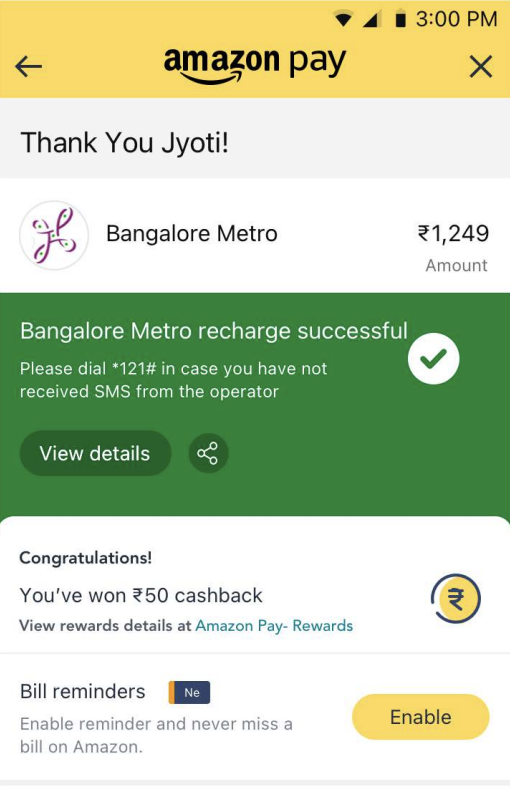 3:00 PM
amazon pay
Thank You Jyoti!
Bangalore Metro
₹1,249
Amount
Bangalore Metro recharge successful
Please dial *121# in case you have not
received SMS from the operator
View details
Congratulations!
You've won ₹50 cashback
₹
View rewards details at Amazon Pay- Rewards
Bill reminders Ne
Enable reminder and never miss a
bill on Amazon.
Enable